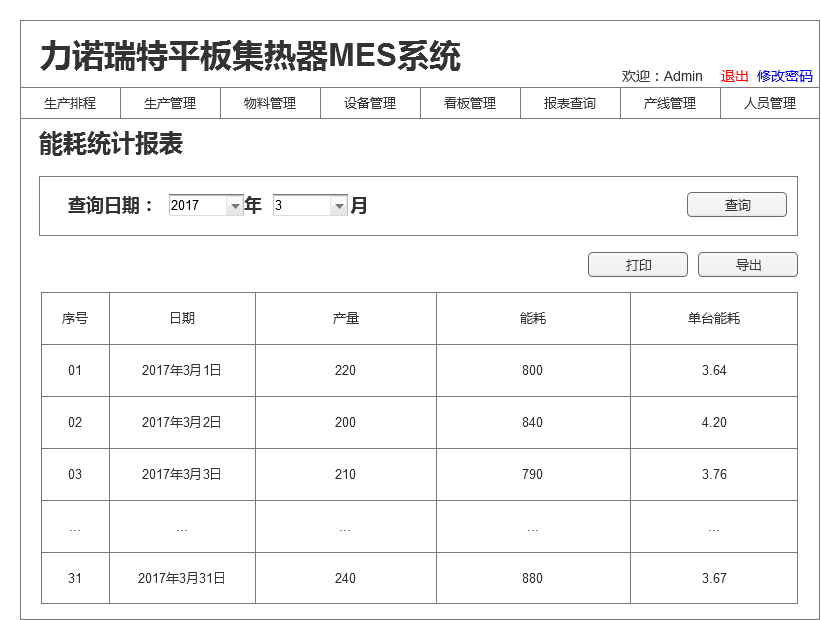 力诺瑞特平板集热器MES系统
欢迎：Admin 退出 修改密码
生产排程 生产管理 物料管理 设备管理 看板管理 报表查询 产线管理 人员管理
能耗统计报表
查询日期： 2017 年 3 月 查询
打印 导出
序号 日期 产量 能耗 单台能耗
01 2017年3月1日 220 800 3.64
02 2017年3月2日 200 840 4.20
03 2017年3月3日 210 790 3.76
... ... ... ... ...
31 2017年3月31日 240 880 3.67